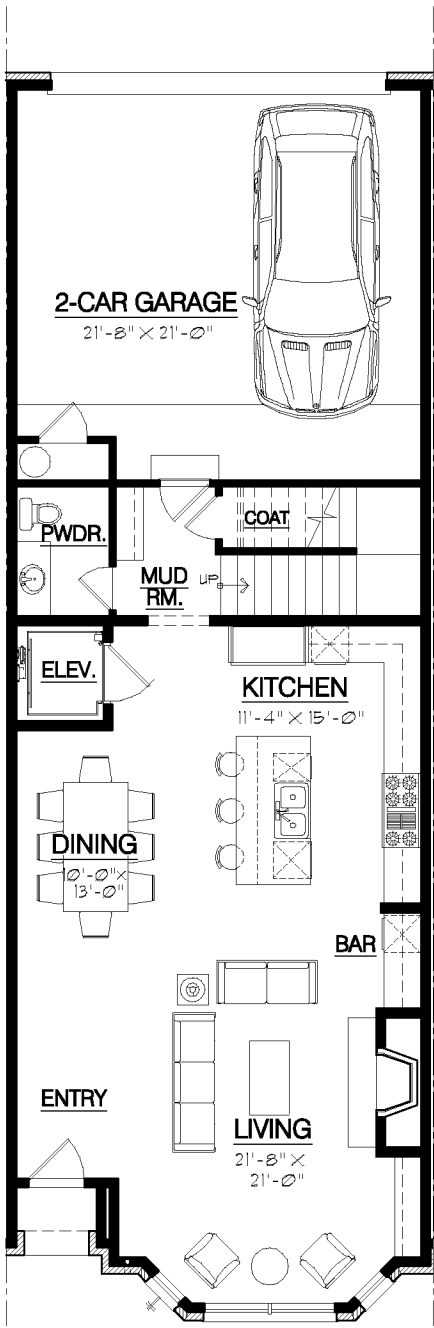 2-CAR GARAGE
21'-8" X 21'-0"
COAT
PWDR.
MUD
RM.
UP
ELEV.
KITCHEN
11'-4" X 15'-0"
DINING
10'-0" X
13'-0"
BAR
ENTRY
LIVING
21'-8" X
21'-0"